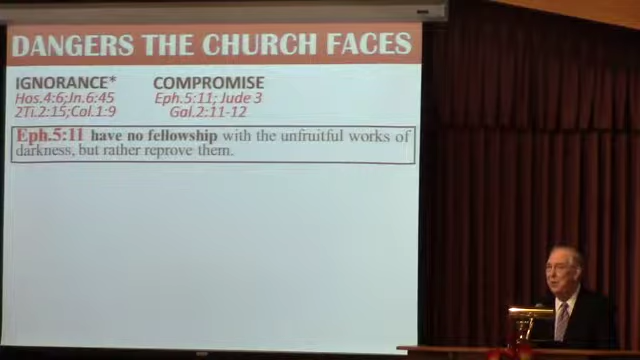 DANGERS THE CHURCH FACES
IGNORANCE* COMPROMISE
Hos.4:6;Jn.6:45 Eph.5:11; Jude 3
2Ti.2:15;Col.1:9 Gal.2:11-12
Eph.5:11 have no fellowship with the unfruitful works of
darkness, but rather reprove them.